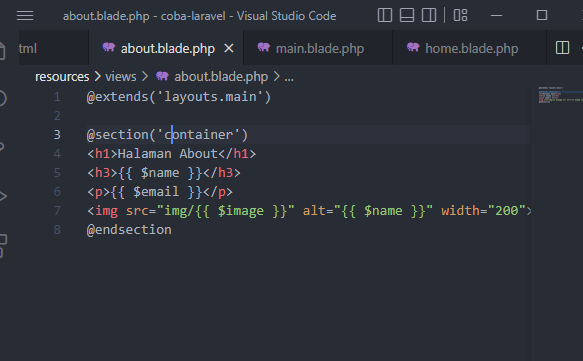 about.blade.php - coba-laravel - Visual Studio Code
tml about.blade.php main.blade.php home.blade.php
resources > views > about.blade.php > ...
1 @extends('layouts.main')
2
3 @section('container')
4 <h1>Halaman About</h1>
5 <h3>{{ $name }}</h3>
6 <p>{{ $email }}</p>
7 <img src="img/{{ $image }}" alt="{{ $name }}" width="200">
8 @endsection